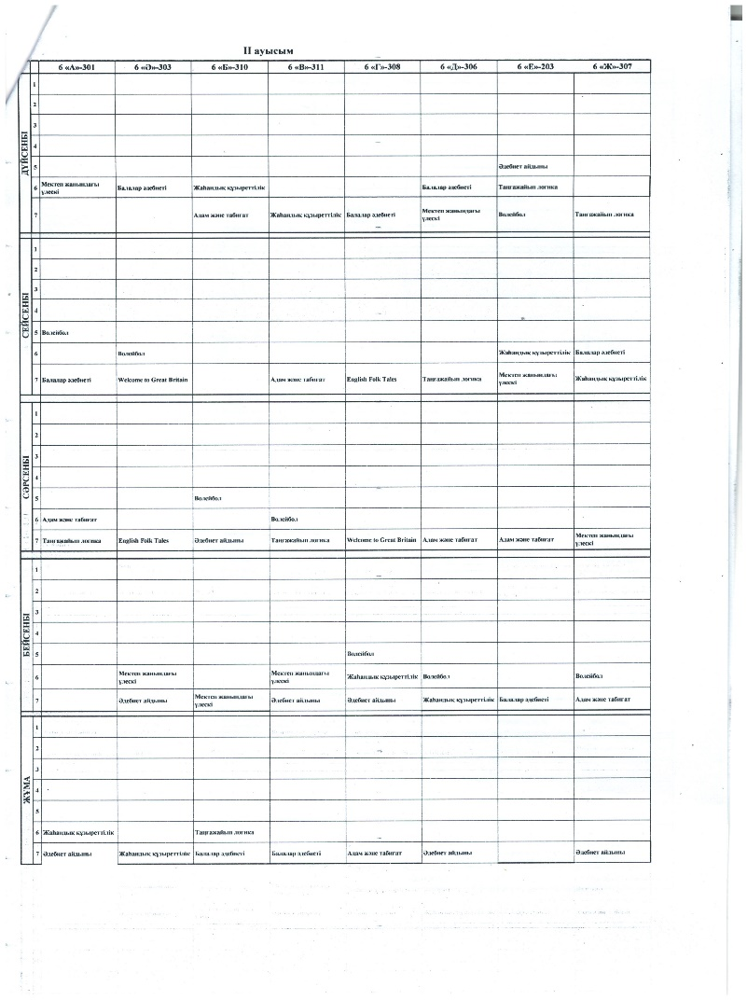 II ауысым
6 «А»-301 6 «Ә»-303 6 «Б»-310 6 «В»-311 6 «Г»-308 6 «Д»-306 6 «Е»-203 6 «Ж»-307
ДҮЙСЕНБІ
1
2
3
4
5 Әдебиет айдыны
6 Мектеп жанындағы үлескі Балалар әдебиеті Жаһандық құзыреттілік Балалар әдебиеті Таңғажайып логика
7 Адам және табиғат Жаһандық құзыреттілік Балалар әдебиеті Мектеп жанындағы үлескі Волейбол Таңғажайып логика
СЕЙСЕНБІ
1
2
3
4
5 Волейбол
6 Волейбол Жаһандық құзыреттілік Балалар әдебиеті
7 Балалар әдебиеті Welcome to Great Britain Адам және табиғат English Folk Tales Таңғажайып логика Мектеп жанындағы үлескі Жаһандық құзыреттілік
СӘРСЕНБІ
1
2
3
4
5 Волейбол
6 Адам және табиғат Волейбол
7 Таңғажайып логика English Folk Tales Әдебиет айдыны Таңғажайып логика Welcome to Great Britain Адам және табиғат Адам және табиғат Мектеп жанындағы үлескі
БЕЙСЕНБІ
1
2
3
4
5 Волейбол
6 Мектеп жанындағы үлескі Мектеп жанындағы үлескі Жаһандық құзыреттілік Волейбол Волейбол
7 Әдебиет айдыны Мектеп жанындағы үлескі Әдебиет айдыны Әдебиет айдыны Жаһандық құзыреттілік Балалар әдебиеті Адам және табиғат
ЖҰМА
1
2
3
4
5
6 Жаһандық құзыреттілік Таңғажайып логика
7 Әдебиет айдыны Жаһандық құзыреттілік Балалар әдебиеті Балалар әдебиеті Адам және табиғат Әдебиет айдыны Әдебиет айдыны